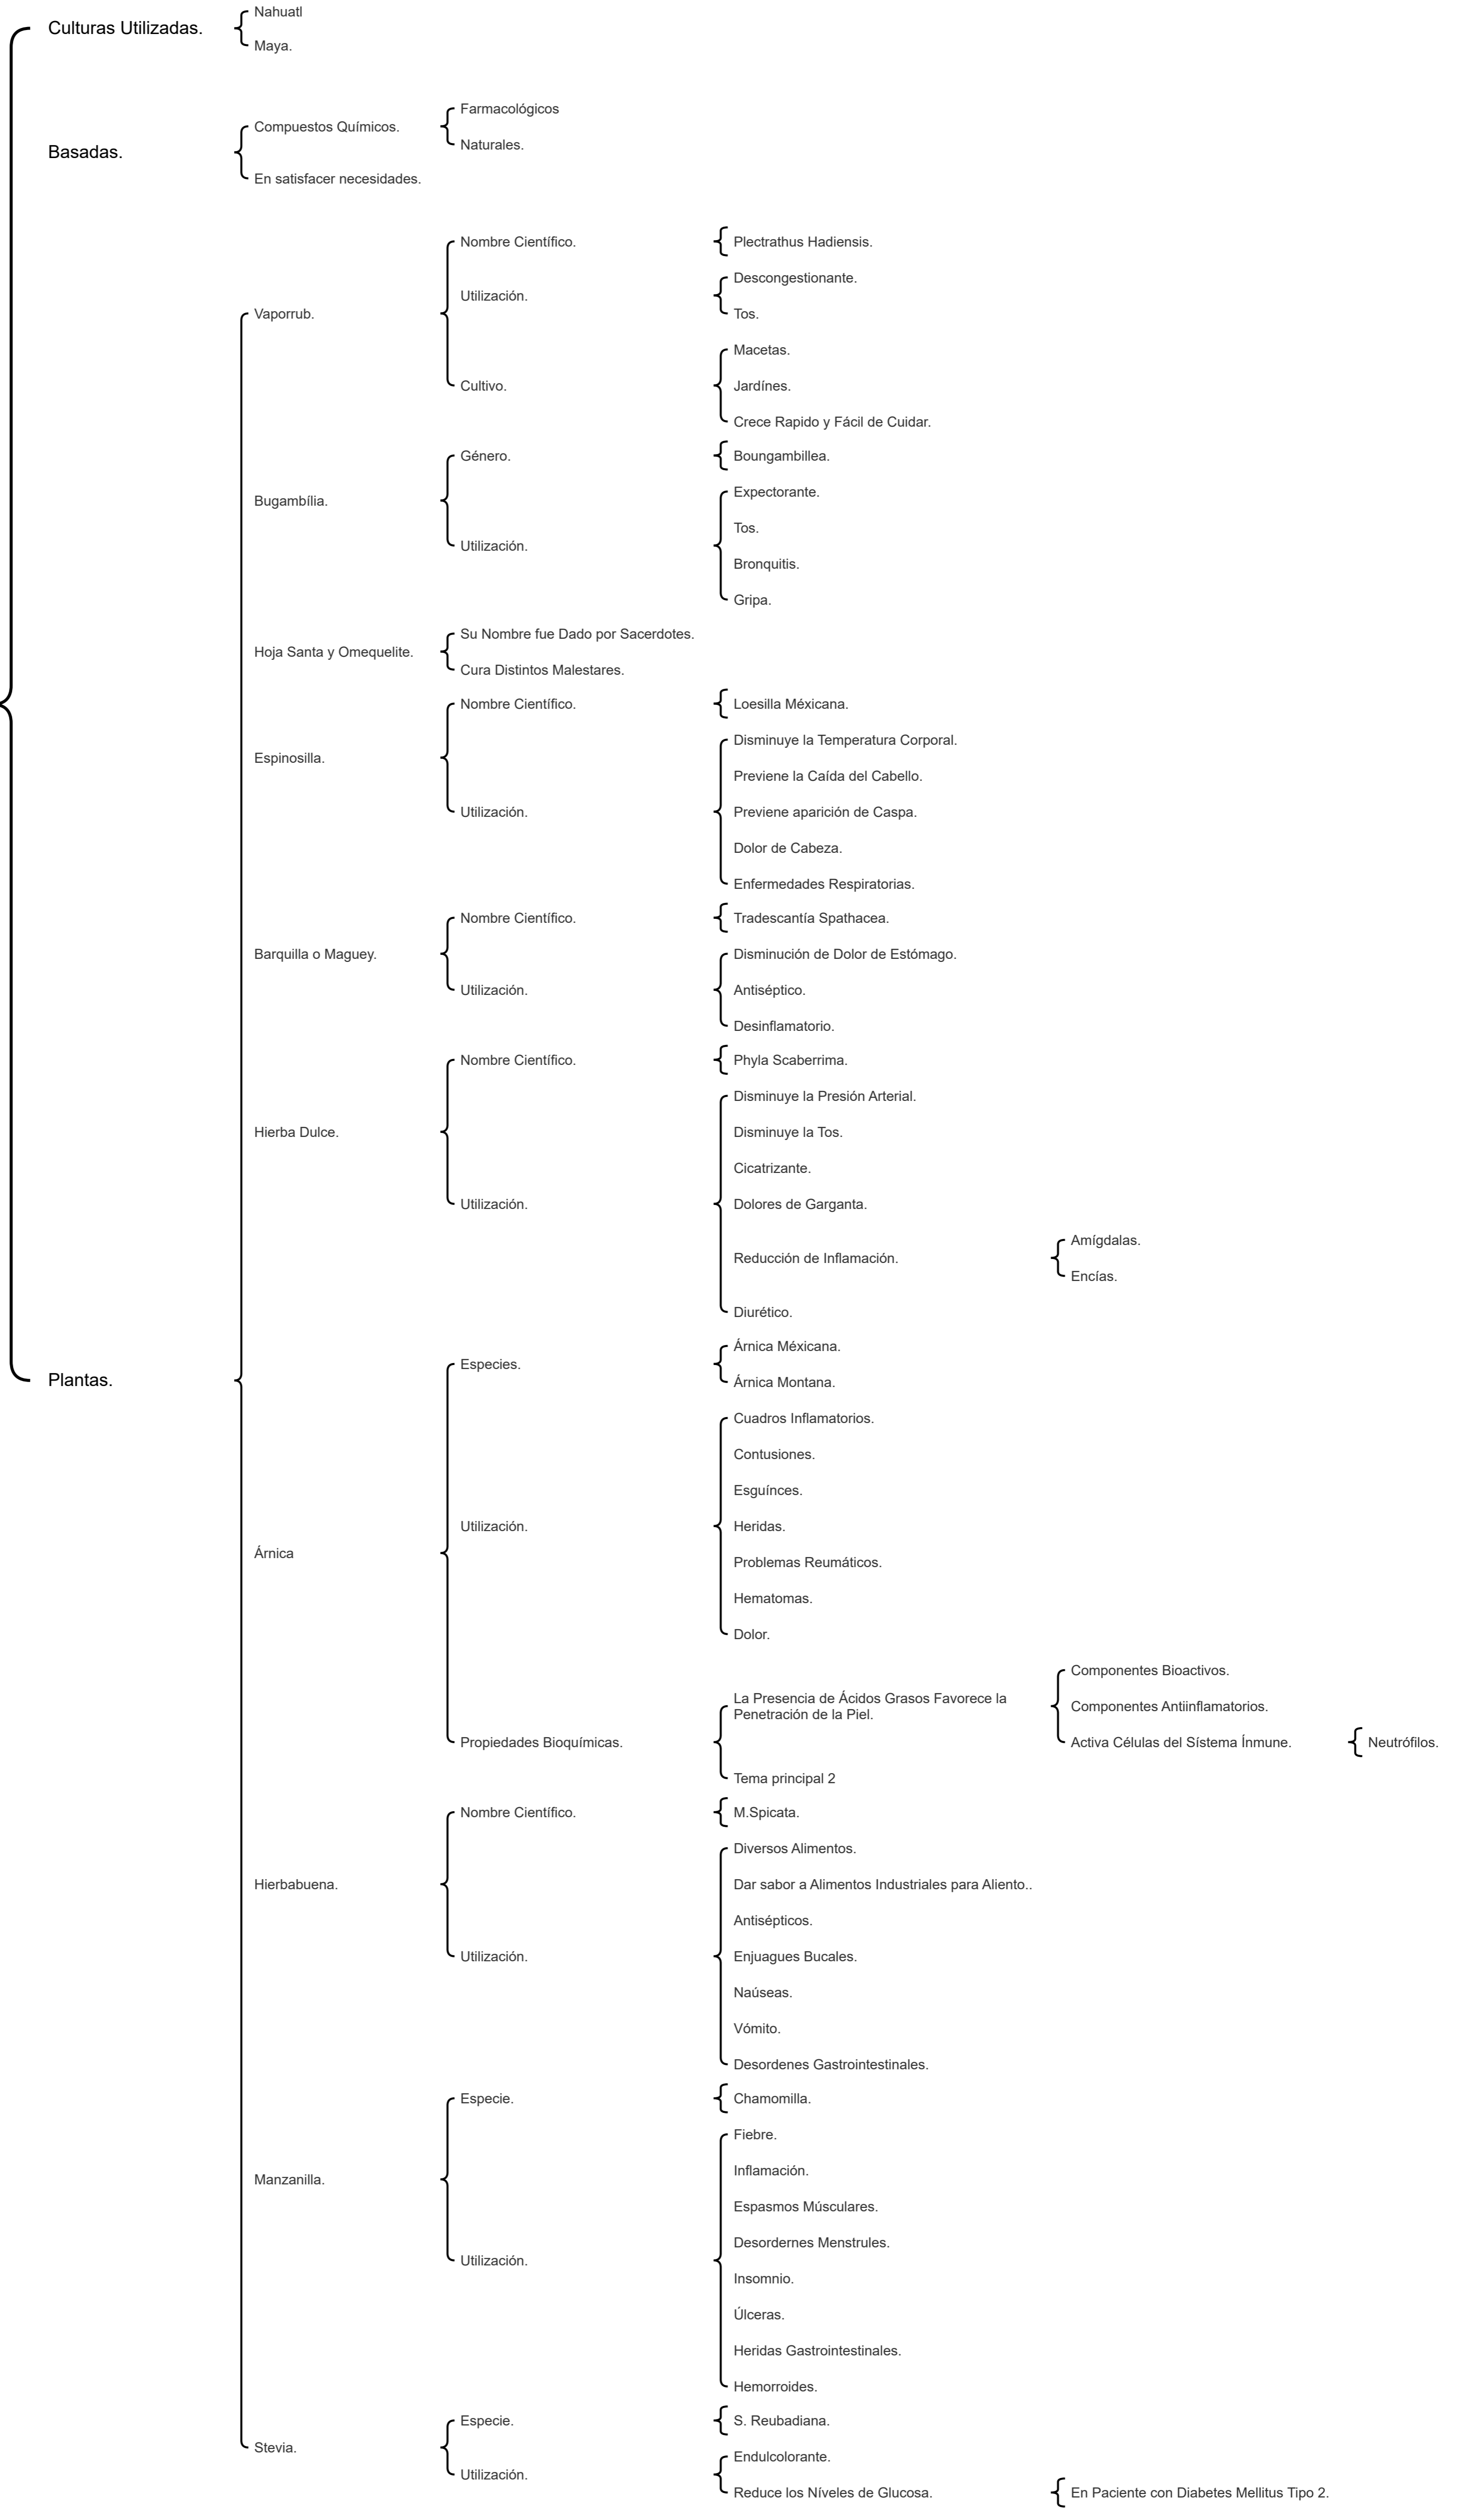 Culturas Utilizadas.
Nahuatl
Maya.
Basadas.
Compuestos Químicos.
Farmacológicos
Naturales.
En satisfacer necesidades.
Plantas.
Vaporrub.
Nombre Científico.
Plectrathus Hadiensis.
Utilización.
Descongestionante.
Tos.
Cultivo.
Macetas.
Jardínes.
Crece Rapido y Fácil de Cuidar.
Bugambília.
Género.
Boungambillea.
Utilización.
Expectorante.
Tos.
Bronquitis.
Gripa.
Hoja Santa y Omequelite.
Su Nombre fue Dado por Sacerdotes.
Cura Distintos Malestares.
Espinosilla.
Nombre Científico.
Loesilla Méxicana.
Utilización.
Disminuye la Temperatura Corporal.
Previene la Caída del Cabello.
Previene aparición de Caspa.
Dolor de Cabeza.
Enfermedades Respiratorias.
Barquilla o Maguey.
Nombre Científico.
Tradescantía Spathacea.
Utilización.
Disminución de Dolor de Estómago.
Antiséptico.
Desinflamatorio.
Hierba Dulce.
Nombre Científico.
Phyla Scaberrima.
Utilización.
Disminuye la Presión Arterial.
Disminuye la Tos.
Cicatrizante.
Dolores de Garganta.
Reducción de Inflamación.
Amígdalas.
Encías.
Diurético.
Árnica
Especies.
Árnica Méxicana.
Árnica Montana.
Utilización.
Cuadros Inflamatorios.
Contusiones.
Esguínces.
Heridas.
Problemas Reumáticos.
Hematomas.
Dolor.
Propiedades Bioquímicas.
La Presencia de Ácidos Grasos Favorece la
Penetración de la Piel.
Componentes Bioactivos.
Componentes Antiinflamatorios.
Activa Células del Sístema Ínmune.
Neutrófilos.
Tema principal 2
Hierbabuena.
Nombre Científico.
M.Spicata.
Utilización.
Diversos Alimentos.
Dar sabor a Alimentos Industriales para Aliento..
Antisépticos.
Enjuagues Bucales.
Naúseas.
Vómito.
Desordenes Gastrointestinales.
Manzanilla.
Especie.
Chamomilla.
Utilización.
Fiebre.
Inflamación.
Espasmos Músculares.
Desordernes Menstrules.
Insomnio.
Úlceras.
Heridas Gastrointestinales.
Hemorroides.
Stevia.
Especie.
S. Reubadiana.
Utilización.
Endulcolorante.
Reduce los Níveles de Glucosa.
En Paciente con Diabetes Mellitus Tipo 2.